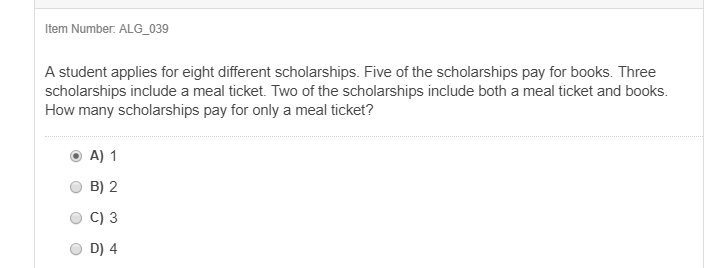 Item Number: ALG_039
A student applies for eight different scholarships. Five of the scholarships pay for books. Three
scholarships include a meal ticket. Two of the scholarships include both a meal ticket and books.
How many scholarships pay for only a meal ticket?
A) 1
B) 2
C) 3
D) 4